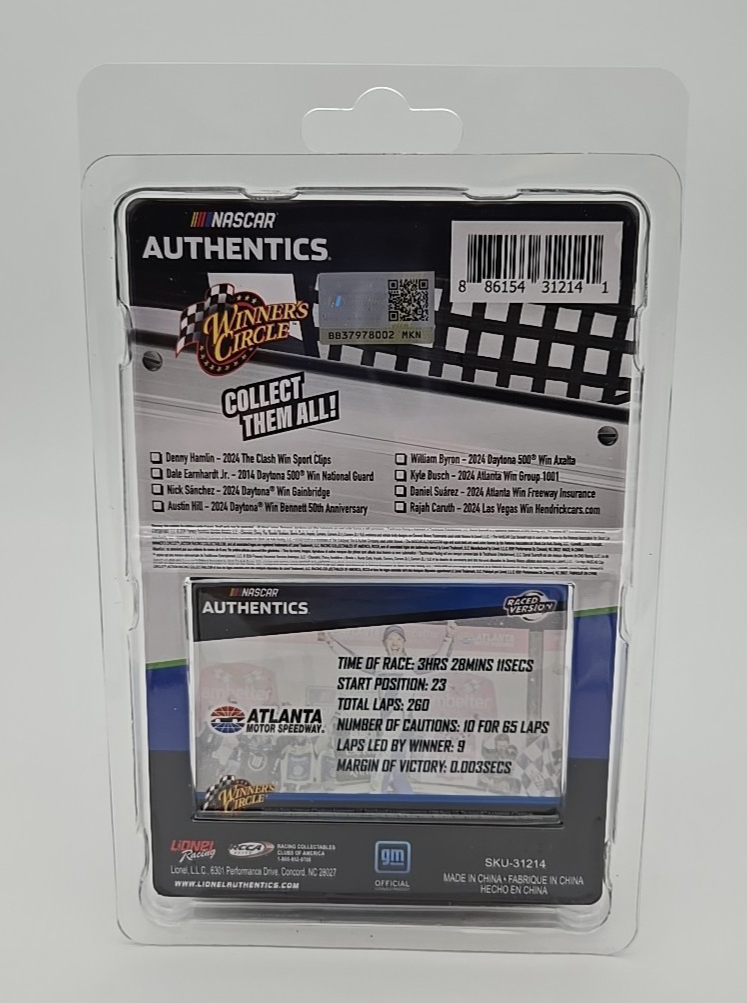 NASCAR
AUTHENTICS
8 86154 31214 1
BB37978002 MKN
WINNER'S
CIRCLE
COLLECT
THEM ALL!
Denny Hamlin – 2024 The Clash Win Sport Clips
Dale Earnhardt Jr. – 2014 Daytona 500® Win National Guard
Nick Sánchez – 2024 Daytona® Win Gainbridge
Austin Hill – 2024 Daytona® Win Bennett 50th Anniversary
William Byron – 2024 Daytona 500® Win Axalta
Kyle Busch – 2024 Atlanta Win Group 1001
Daniel Suárez – 2024 Atlanta Win Freeway Insurance
Rajah Caruth – 2024 Las Vegas Win Hendrickcars.com
NASCAR
AUTHENTICS
RACED
VERSION
TIME OF RACE: 3HRS 28MINS 11SECS
START POSITION: 23
TOTAL LAPS: 260
NUMBER OF CAUTIONS: 10 FOR 65 LAPS
LAPS LED BY WINNER: 9
MARGIN OF VICTORY: 0.003SECS
ATLANTA
MOTOR SPEEDWAY
WINNER'S
CIRCLE
LIONEL
Racing
RCCA
RACING COLLECTABLES
CLUBS OF AMERICA
1-800-952-0708
Lionel, L.L.C., 6301 Performance Drive, Concord, NC 28027
WWW.LIONELAUTHENTICS.COM
gm
OFFICIAL
SKU-31214
MADE IN CHINA • FABRIQUE IN CHINA
HECHO EN CHINA